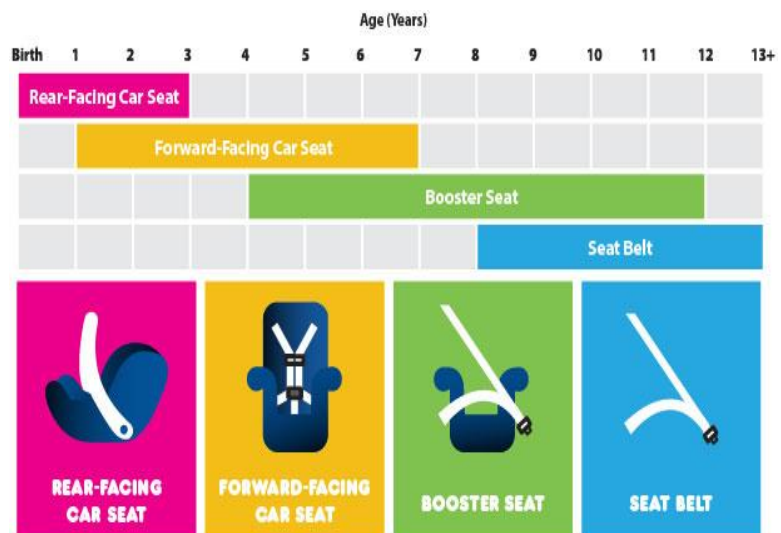 Age (Years)
Birth 1 2 3 4 5 6 7 8 9 10 11 12 13+
Rear-Facing Car Seat
Forward-Facing Car Seat
Booster Seat
Seat Belt
REAR-FACING
CAR SEAT
FORWARD-FACING
CAR SEAT
BOOSTER SEAT
SEAT BELT